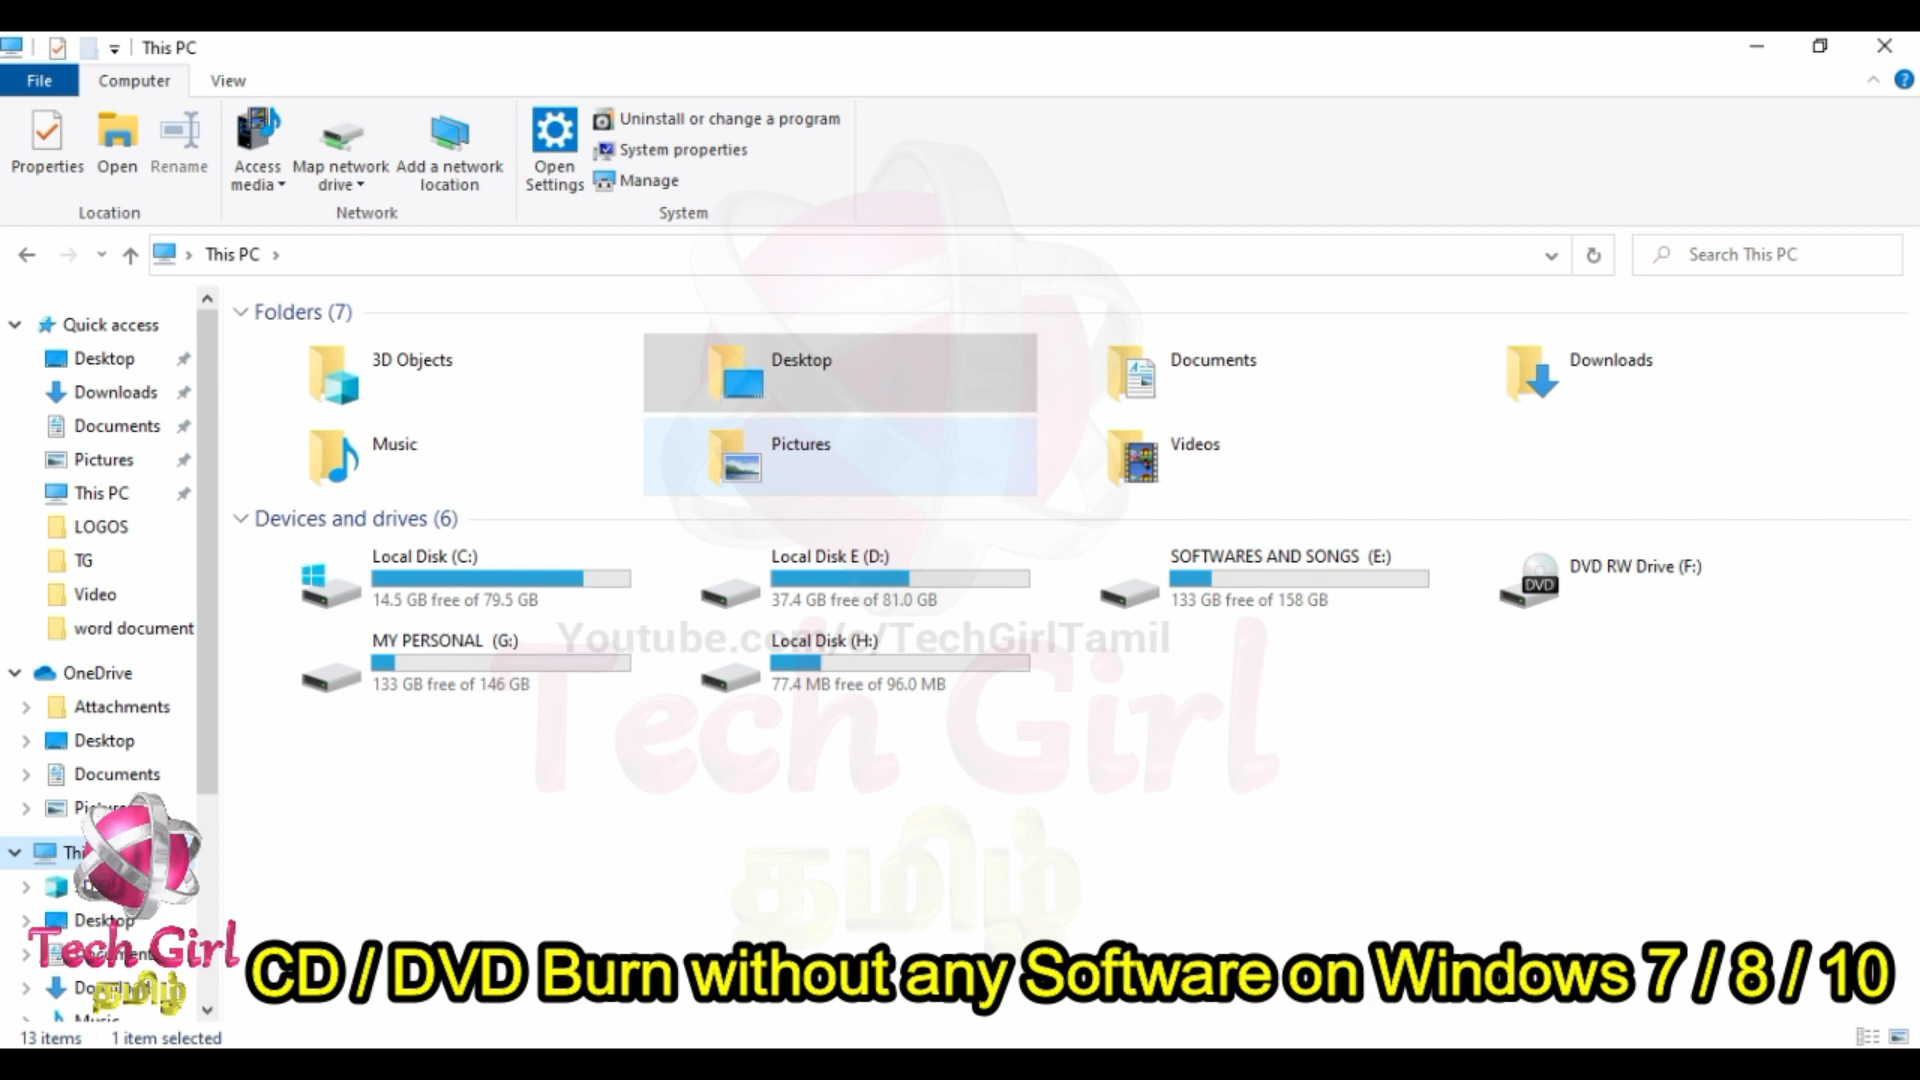 This PC
File Computer View
Properties Open Rename Access media Map network drive Add a network location Open Settings Uninstall or change a program
System properties
Manage
Location Network System
This PC
Search This PC
Quick access
Desktop
Downloads
Documents
Pictures
This PC
LOGOS
TG
Video
word document
OneDrive
Attachments
Desktop
Documents
Desktop
Folders (7)
3D Objects Desktop Documents Downloads
Music Pictures Videos
Devices and drives (6)
Local Disk (C:)
14.5 GB free of 79.5 GB
Local Disk E (D:)
37.4 GB free of 81.0 GB
SOFTWARES AND SONGS (E:)
133 GB free of 158 GB
DVD RW Drive (F:)
DVD
MY PERSONAL (G:)
133 GB free of 146 GB
Local Disk (H:)
77.4 MB free of 96.0 MB
Youtube.com/c/TechGirlTamil
Tech Girl
தமிழ்
Tech Girl
தமிழ்
CD / DVD Burn without any Software on Windows 7 / 8 / 10
13 items 1 item selected